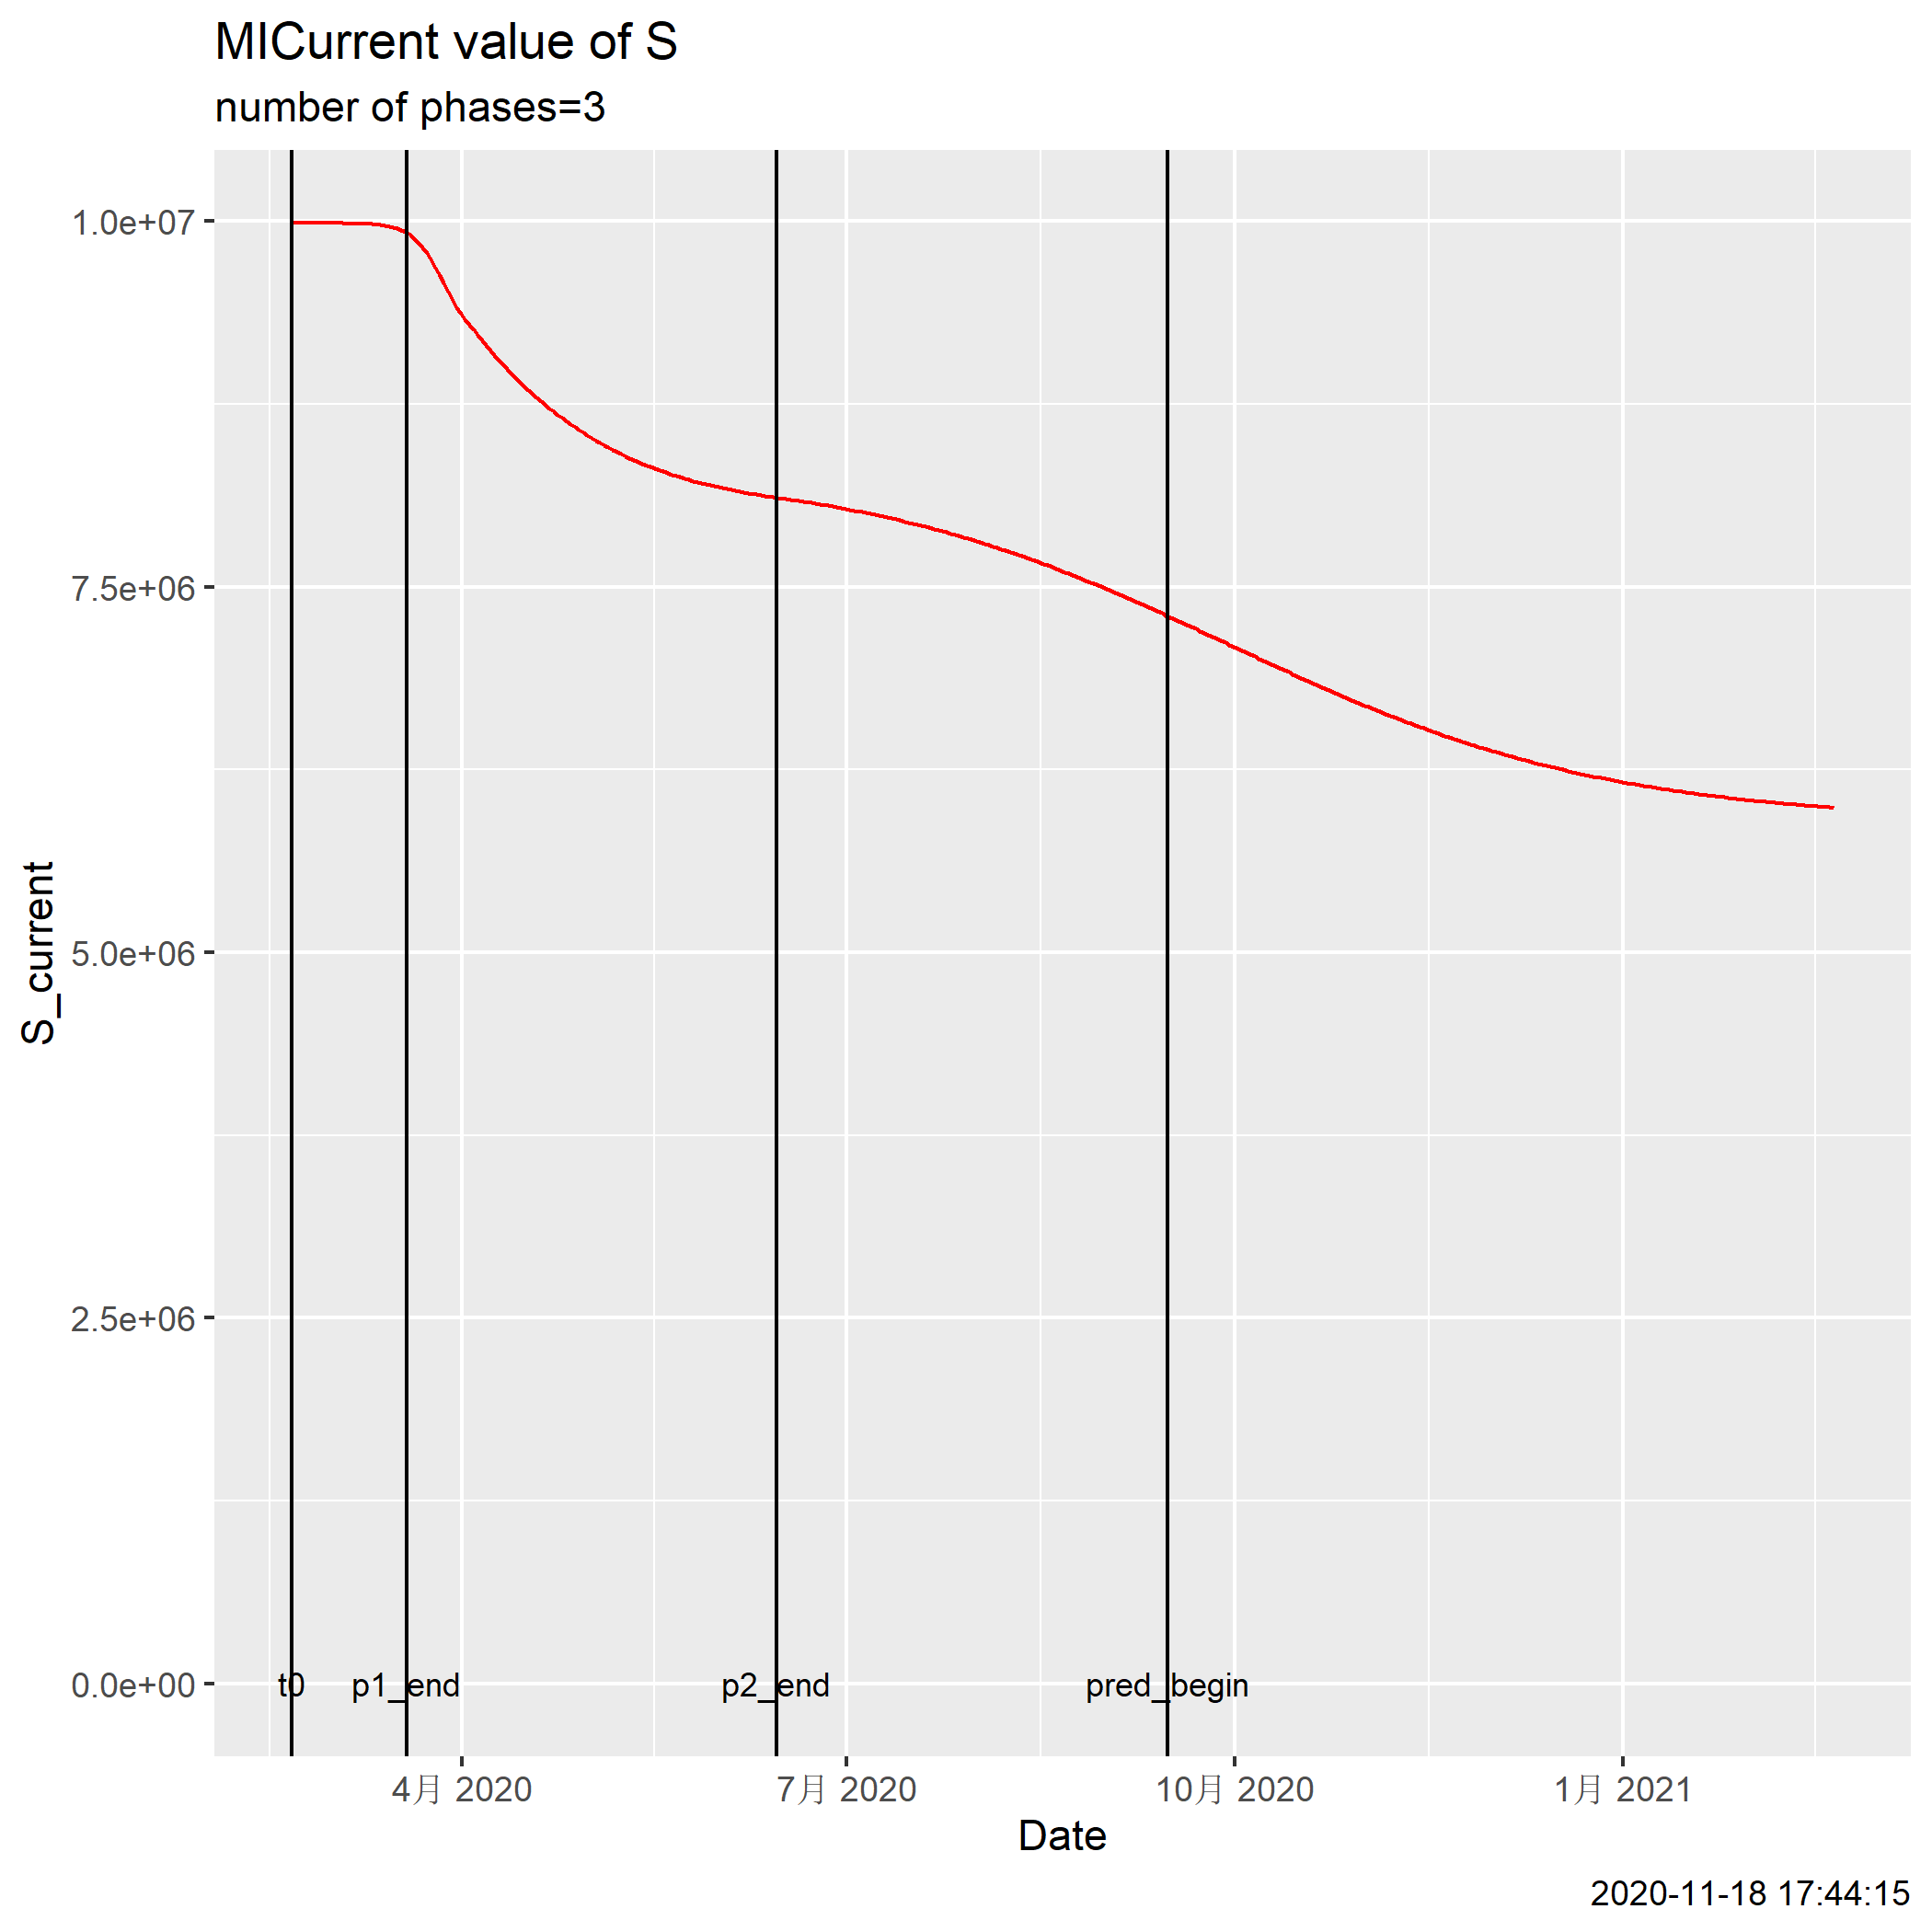 MICurrent value of S
number of phases=3
1.0e+07
7.5e+06
5.0e+06
2.5e+06
0.0e+00
S_current
t0 p1_end p2_end pred_begin
4月 2020 7月 2020 10月 2020 1月 2021
Date
2020-11-18 17:44:15